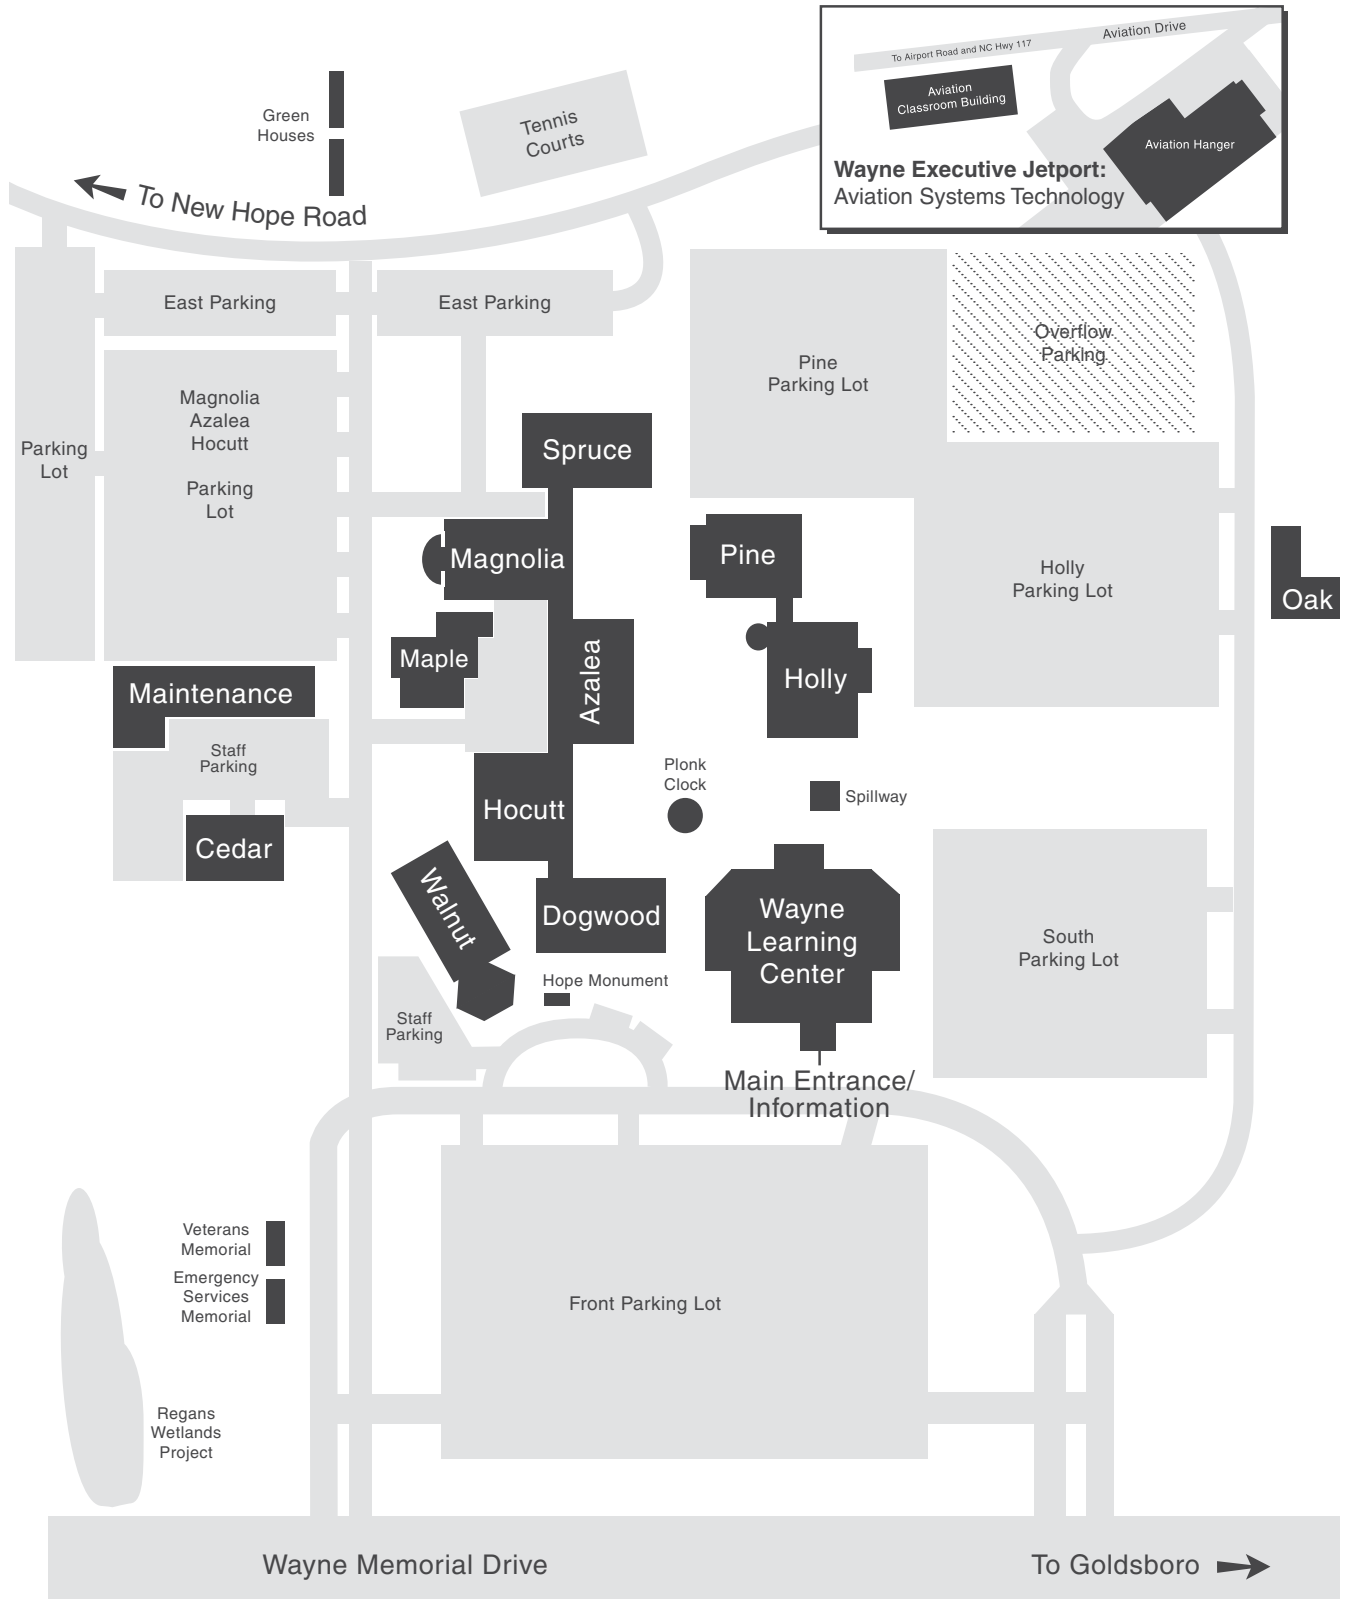 To Airport Road and NC Hwy 117
Aviation Drive
Aviation
Classroom Building
Aviation Hanger
Wayne Executive Jetport:
Aviation Systems Technology
Green
Houses
Tennis
Courts
To New Hope Road
East Parking
East Parking
Overflow
Parking
Pine
Parking Lot
Magnolia
Azalea
Hocutt
Parking
Lot
Parking
Lot
Spruce
Magnolia
Pine
Holly
Parking Lot
Oak
Maple
Azalea
Holly
Maintenance
Staff
Parking
Plonk
Clock
Spillway
Hocutt
Cedar
Walnut
Dogwood
Wayne
Learning
Center
South
Parking Lot
Hope Monument
Staff
Parking
Main Entrance/
Information
Veterans
Memorial
Emergency
Services
Memorial
Front Parking Lot
Regans
Wetlands
Project
Wayne Memorial Drive
To Goldsboro